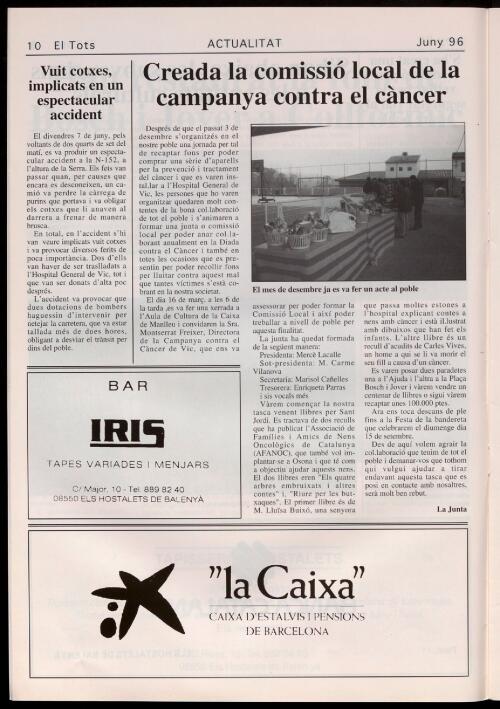 10 El Tots
ACTUALITAT
Juny 96
Vuit cotxes,
implicats en un
espectacular
accident
El divendres 7 de juny, pels
voltants de dos quarts de set del
matí, es va produir un espectacular
accident a la N-152, a
l'altura de la Serra. Els fets van
passar quan, per causes que
encara es desconeixen, un camió
va perdre la càrrega de
purins que portava i va obligar
els cotxes que li anaven al
darrera a frenar de manera
brusca.
En total, en l'accident s'hi
van veure implicats vuit cotxes
i va provocar diversos ferits de
poca importància. Dos d'ells
van haver de ser traslladats a
l'Hospital General de Vic, tot i
que van ser donats d'alta poc
després.
L'accident va provocar que
dues dotacions de bombers
haguessin d'intervenir per
netejar la carretera, que va estar
tallada més de dues hores,
obligant a desviar el trànsit per
dins del poble.
Creada la comissió local de la
campanya contra el càncer
Després de que el passat 3 de
desembre s'organitzés en el
nostre poble una jornada per tal
de recaptar fons per poder
comprar una sèrie d'aparells
per la prevenció i tractament
del càncer i que es varen instal.lar
a l'Hospital General de
Vic, les persones que ho varen
organitzar quedaren molt contentes
de la bona col.laboració
de tot el poble i s'animaren a
formar una junta o comissió
local per poder anar col.laborant
anualment en la Diada
contra el Càncer i també en
totes les ocasions que es presentin
per poder recollir fons
per lluitar contra aquest mal
que tantes víctimes s'està cobrant
en la nostra societat.
El dia 16 de març, a les 6 de
la tarda ,es va fer una xerrada a
l'Aula de Cultura de la Caixa
de Manlleu i convidaren la Sra.
Montserrat Freixer, Directora
de la Campanya contra el
Càncer de Vic, que ens va
El mes de desembre ja es va fer un acte al poble
assessorar per poder formar la
Comissió Local i així poder
treballar a nivell de poble per
aquesta finalitat.
La junta ha quedat formada
de la següent manera:
Presidenta: Mercè Lacalle
Sot-presidenta: M. Carme
Vilanova
Secretaria: Marisol Cañelles
Tresorera: Enriqueta Parras
i sis vocals més
Vàrem començar la nostra
tasca venent llibres per Sant
Jordi. Es tractava de dos reculls
que ha publicat l'Associació de
Famílies i Amics de Nens
Oncològics de Catalunya
(AFANOC), que també vol implantar-se
a Osona i que té com
a objectiu ajudar aquests nens.
El dos llibres eren "Els quatre
arbres embruixats i altres
contes" i, "Riure per les butxaques".
El primer llibre és de
M. Lluïsa Buixó, una senyora
que passa moltes estones a
l'hospital explicant contes a
nens amb càncer i està il.lustrat
amb dibuixos que han fet els
infants. L'altre llibre és un
recull d'acudits de Carles Vives,
un home a qui se li va morir el
seu fill a causa d'un càncer.
Es varen posar dues paradetes
una a l'Ajuda i l'altra a la Plaça
Bosch i Jover i vàrem vendre un
centenar de llibres o sigui vàrem
recaptar unes 100.000 ptes.
Ara ens toca descans de ple
fins a la Festa de la bandereta
que celebrarem el diumenge dia
15 de setembre.
Des de aquí volem agrair la
col.laboració que tenim de tot el
poble i demanar-vos que tothom
qui vulgui ajudar a tirar
endavant aquesta tasca que es
posi en contacte amb nosaltres,
serà molt ben rebut.
La Junta
BAR
IRIS
TAPES VARIADES I MENJARS
C/ Major, 10 - Tel. 889 82 40
08550 ELS HOSTALETS DE BALENYÀ
"la Caixa"
CAIXA D'ESTALVIS I PENSIONS
DE BARCELONA